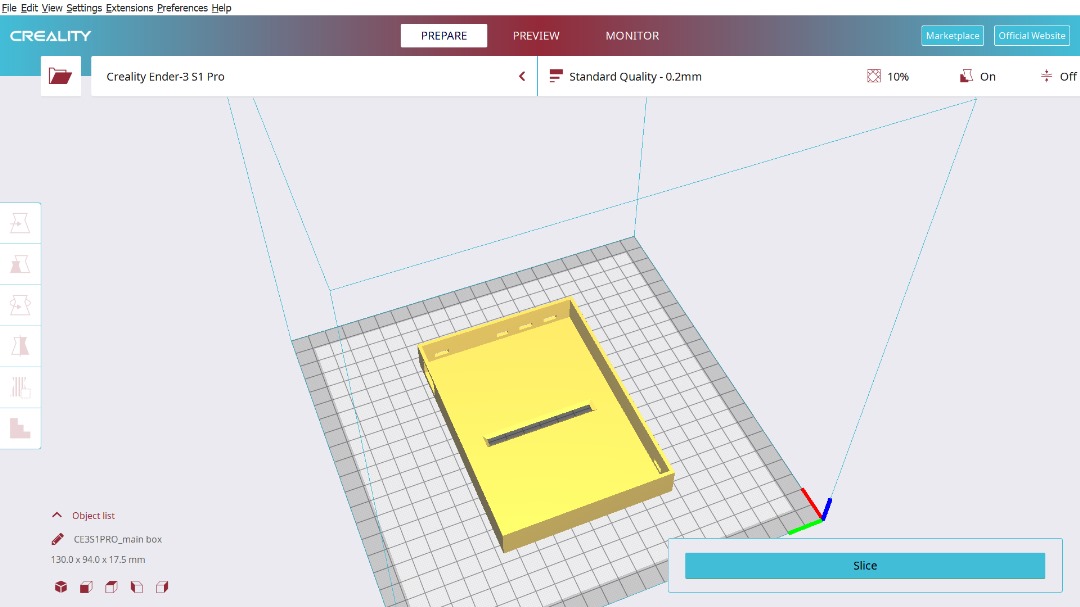 File Edit View Settings Extensions Preferences Help
CREALITY
PREPARE
PREVIEW
MONITOR
Marketplace
Official Website
Creality Ender-3 S1 Pro
Standard Quality - 0.2mm
10%
On
Off
Object list
CE3S1PRO_main box
130.0 x 94.0 x 17.5 mm
Slice